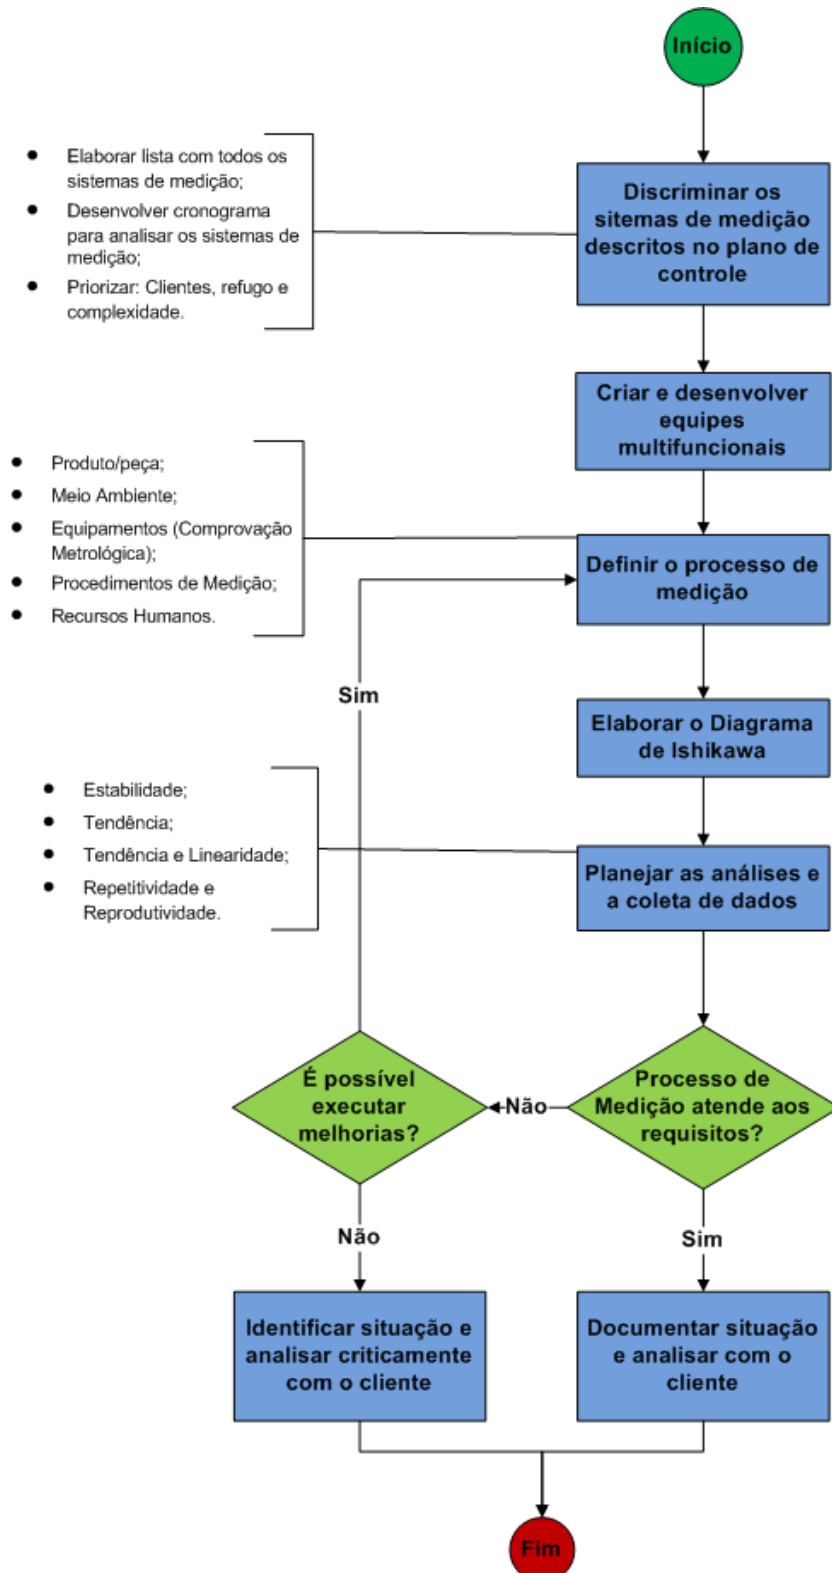 Início
Elaborar lista com todos os
sistemas de medição;
Desenvolver cronograma
para analisar os sistemas de
medição;
Priorizar: Clientes, refugo e
complexidade.
Discriminar os
sitemas de medição
descritos no plano de
controle
Criar e desenvolver
equipes
multifuncionais
Produto/peça;
Meio Ambiente;
Equipamentos (Comprovação
Metrológica);
Procedimentos de Medição;
Recursos Humanos.
Definir o processo de
medição
Sim
Elaborar o Diagrama
de Ishikawa
Estabilidade;
Tendência;
Tendência e Linearidade;
Repetitividade e
Reprodutividade.
Planejar as análises e
a coleta de dados
É possível
executar
melhorias?
Não
Processo de
Medição atende aos
requisitos?
Não
Sim
Identificar situação e
analisar criticamente
com o cliente
Documentar situação
e analisar com o
cliente
Fim